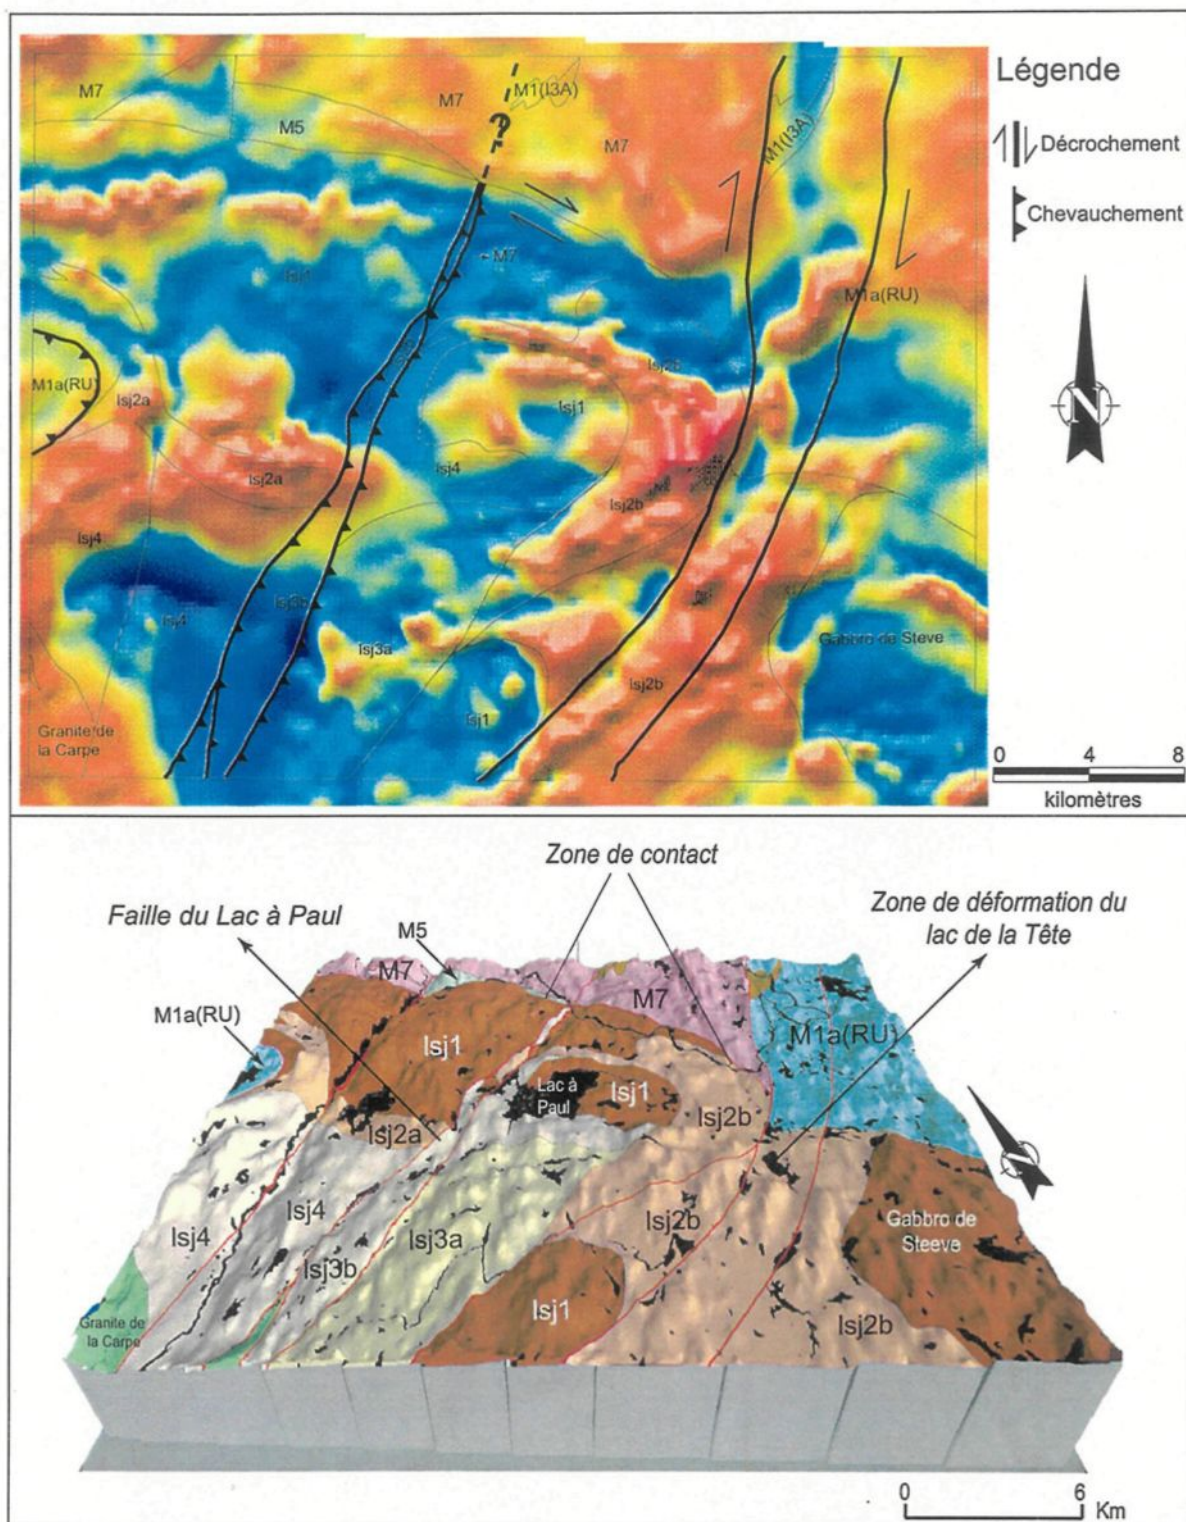 M7
M7
M1(I3A)
M5
?
M7
M1(I3A)
Légende
Décrochement
Chevauchement
Isj1
M7
M1a(RU)
M1a(RU)
Isj2a
Isj1
Isj4
Isj2a
Isj2b
Isj4
N
Isj4
Isj3b
Isj3a
Gabbro de Steve
Isj2b
Isj1
Granite de
la Carpe
0 4 8
kilomètres
Zone de contact
Faille du Lac à Paul
Zone de déformation du
lac de la Tête
M5
M7
M7
M1a(RU)
M1a(RU)
Isj1
Lac à
Paul
Isj1
Isj2a
Isj2b
N
Isj4
Isj4
Isj3b
Isj3a
Isj2b
Gabbro de
Steeve
Isj1
Isj2b
Granite de
la Carpe
0 6
Km